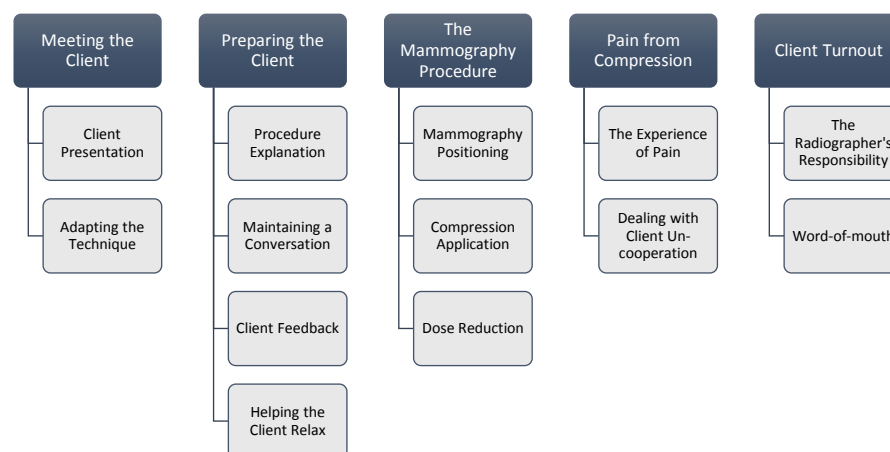 Meeting the
Client
Client
Presentation
Adapting the
Technique
Preparing the
Client
Procedure
Explanation
Maintaining a
Conversation
Client Feedback
Helping the
Client Relax
The
Mammography
Procedure
Mammography
Positioning
Compression
Application
Dose Reduction
Pain from
Compression
The Experience
of Pain
Dealing with
Client Un-
cooperation
Client Turnout
The
Radiographer's
Responsibility
Word-of-mouth